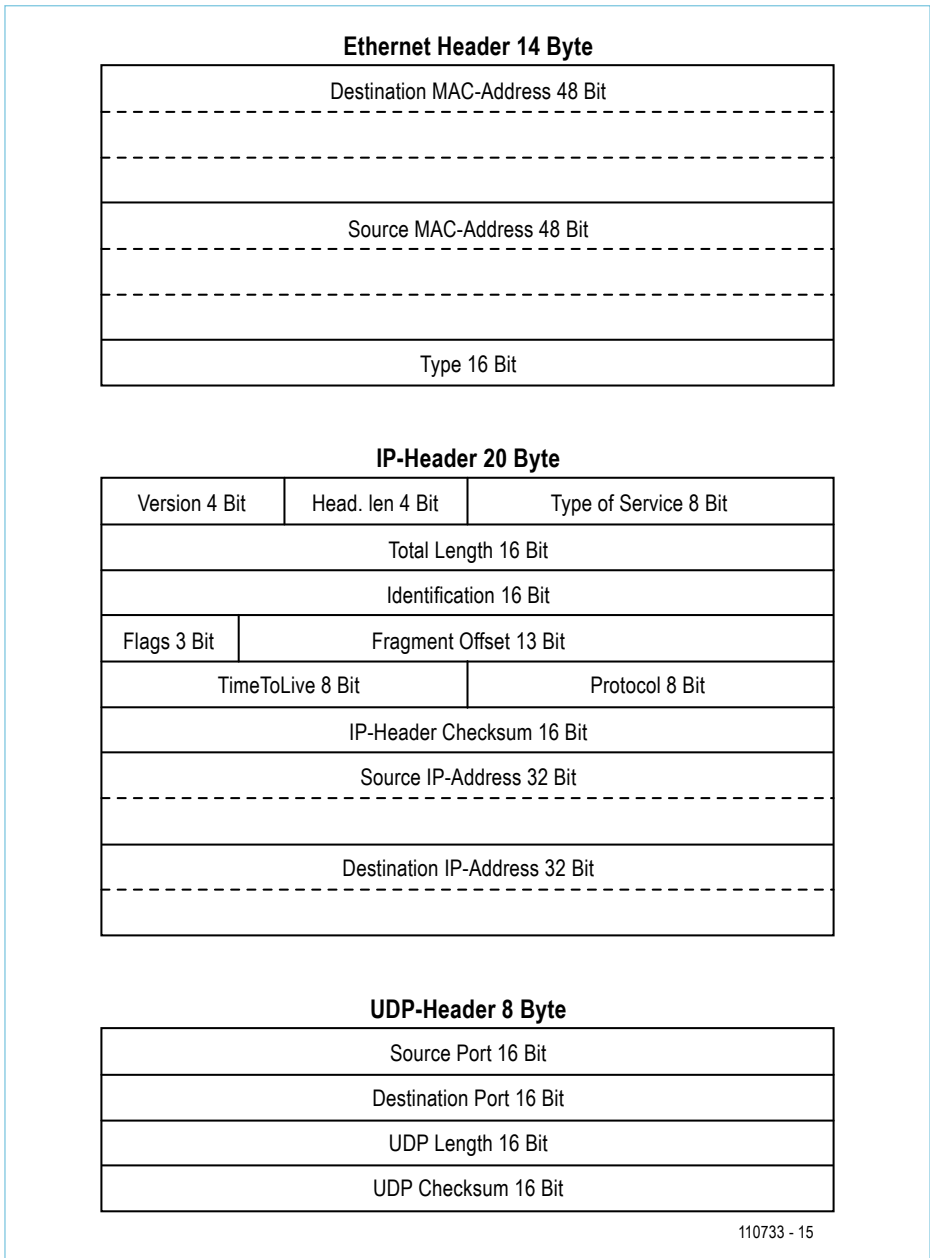 Ethernet Header 14 Byte
Destination MAC-Address 48 Bit
Source MAC-Address 48 Bit
Type 16 Bit
IP-Header 20 Byte
Version 4 Bit
Head. len 4 Bit
Type of Service 8 Bit
Total Length 16 Bit
Identification 16 Bit
Flags 3 Bit
Fragment Offset 13 Bit
TimeToLive 8 Bit
Protocol 8 Bit
IP-Header Checksum 16 Bit
Source IP-Address 32 Bit
Destination IP-Address 32 Bit
UDP-Header 8 Byte
Source Port 16 Bit
Destination Port 16 Bit
UDP Length 16 Bit
UDP Checksum 16 Bit
110733 - 15